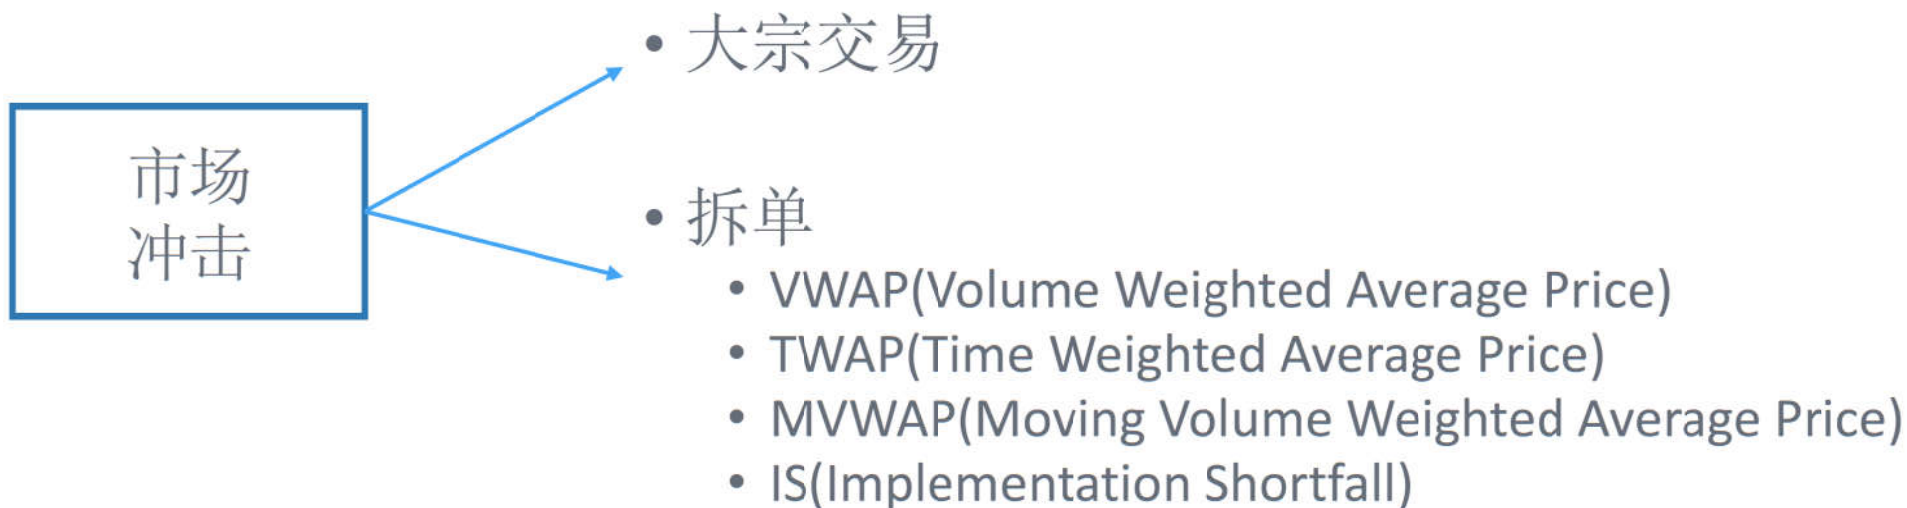 • 大宗交易
市场
冲击
• 拆单
• VWAP(Volume Weighted Average Price)
• TWAP(Time Weighted Average Price)
• MVWAP(Moving Volume Weighted Average Price)
• IS(Implementation Shortfall)